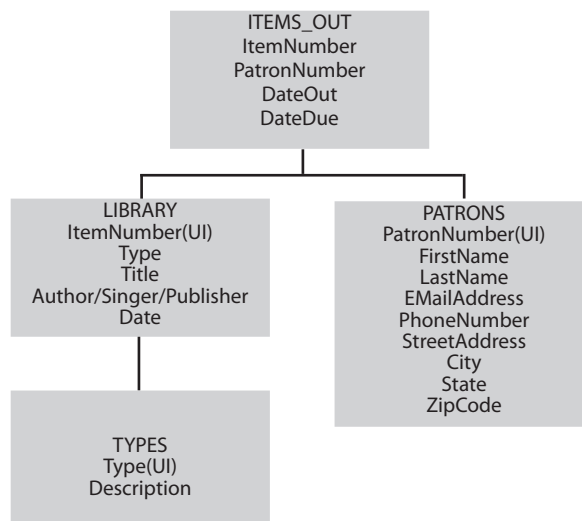 ITEMS_OUT
ItemNumber
PatronNumber
DateOut
DateDue
LIBRARY
ItemNumber(UI)
Type
Title
Author/Singer/Publisher
Date
PATRONS
PatronNumber(UI)
FirstName
LastName
EMailAddress
PhoneNumber
StreetAddress
City
State
ZipCode
TYPES
Type(UI)
Description